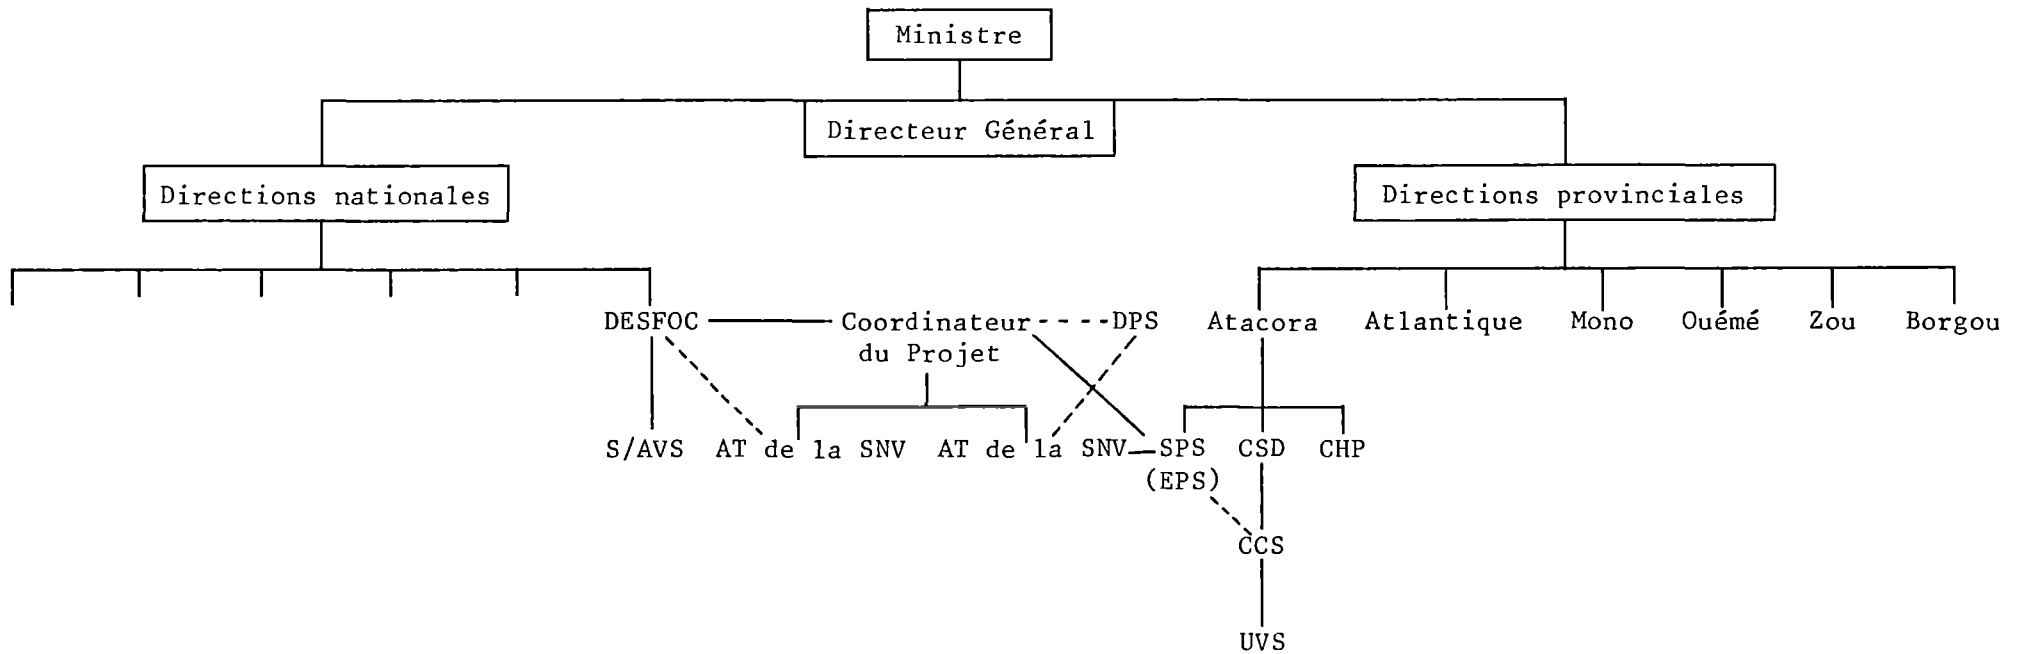 Ministre
Directeur Général
Directions nationales
Directions provinciales
DESFOC
Coordinateur
du Projet
DPS
Atacora
Atlantique
Mono
Ouémé
Zou
Borgou
S/AVS
AT de la SNV
AT de la SNV
SPS
(EPS)
CSD
CHP
CCS
UVS